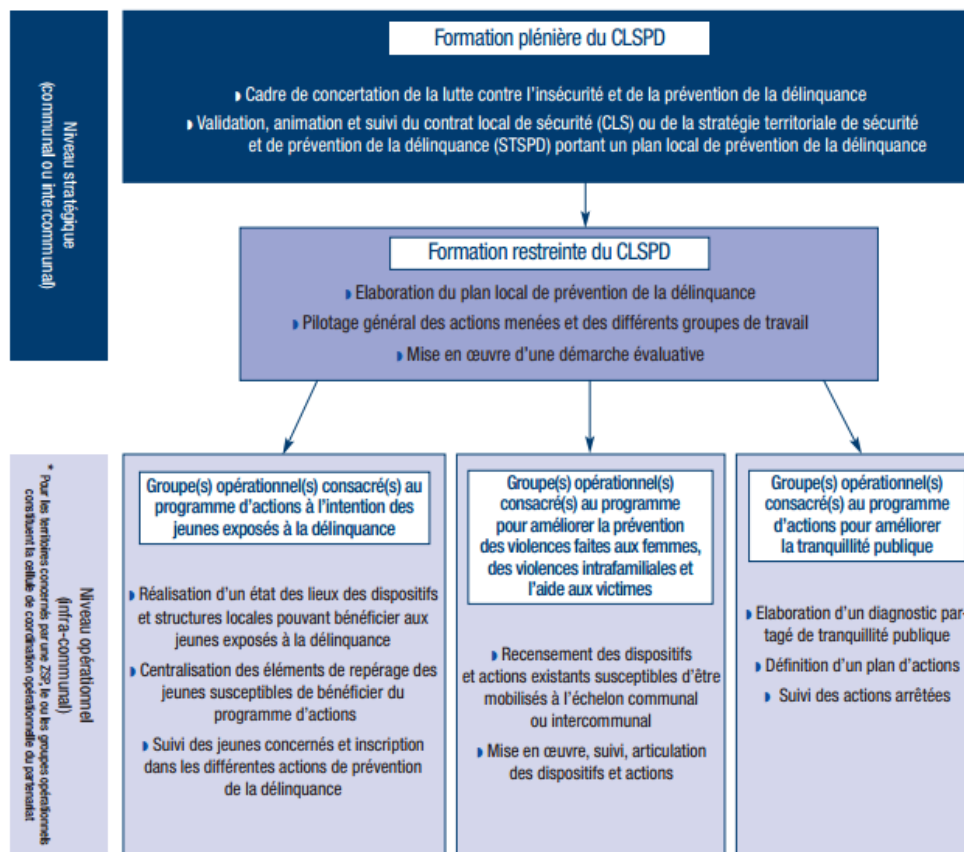 Niveau stratégique
(communal ou intercommunal)
Formation plénière du CLSPD
◗ Cadre de concertation de la lutte contre l’insécurité et de la prévention de la délinquance
◗ Validation, animation et suivi du contrat local de sécurité (CLS) ou de la stratégie territoriale de sécurité
et de prévention de la délinquance (STSPD) portant un plan local de prévention de la délinquance
Formation restreinte du CLSPD
◗ Elaboration du plan local de prévention de la délinquance
◗ Pilotage général des actions menées et des différents groupes de travail
◗ Mise en œuvre d’une démarche évaluative
Niveau opérationnel
(infra-communal)
* Pour les territoires concernés par une ZSP, le ou les groupes opérationnels
constituent la cellule de coordination opérationnelle du partenariat
Groupe(s) opérationnel(s) consacré(s) au
programme d’actions à l’intention des
jeunes exposés à la délinquance
◗ Réalisation d’un état des lieux des dispositifs
et structures locales pouvant bénéficier aux
jeunes exposés à la délinquance
◗ Centralisation des éléments de repérage des
jeunes susceptibles de bénéficier du
programme d’actions
◗ Suivi des jeunes concernés et inscription
dans les différentes actions de prévention
de la délinquance
Groupe(s) opérationnel(s)
consacré(s) au programme
pour améliorer la prévention
des violences faites aux femmes,
des violences intrafamiliales et
l’aide aux victimes
◗ Recensement des dispositifs
et actions existants susceptibles d’être
mobilisés à l’échelon communal
ou intercommunal
◗ Mise en œuvre, suivi, articulation
des dispositifs et actions
Groupe(s) opérationnel(s)
consacré(s) au programme
d’actions pour améliorer
la tranquillité publique
◗ Elaboration d’un diagnostic par-
tagé de tranquillité publique
◗ Définition d’un plan d’actions
◗ Suivi des actions arrêtées